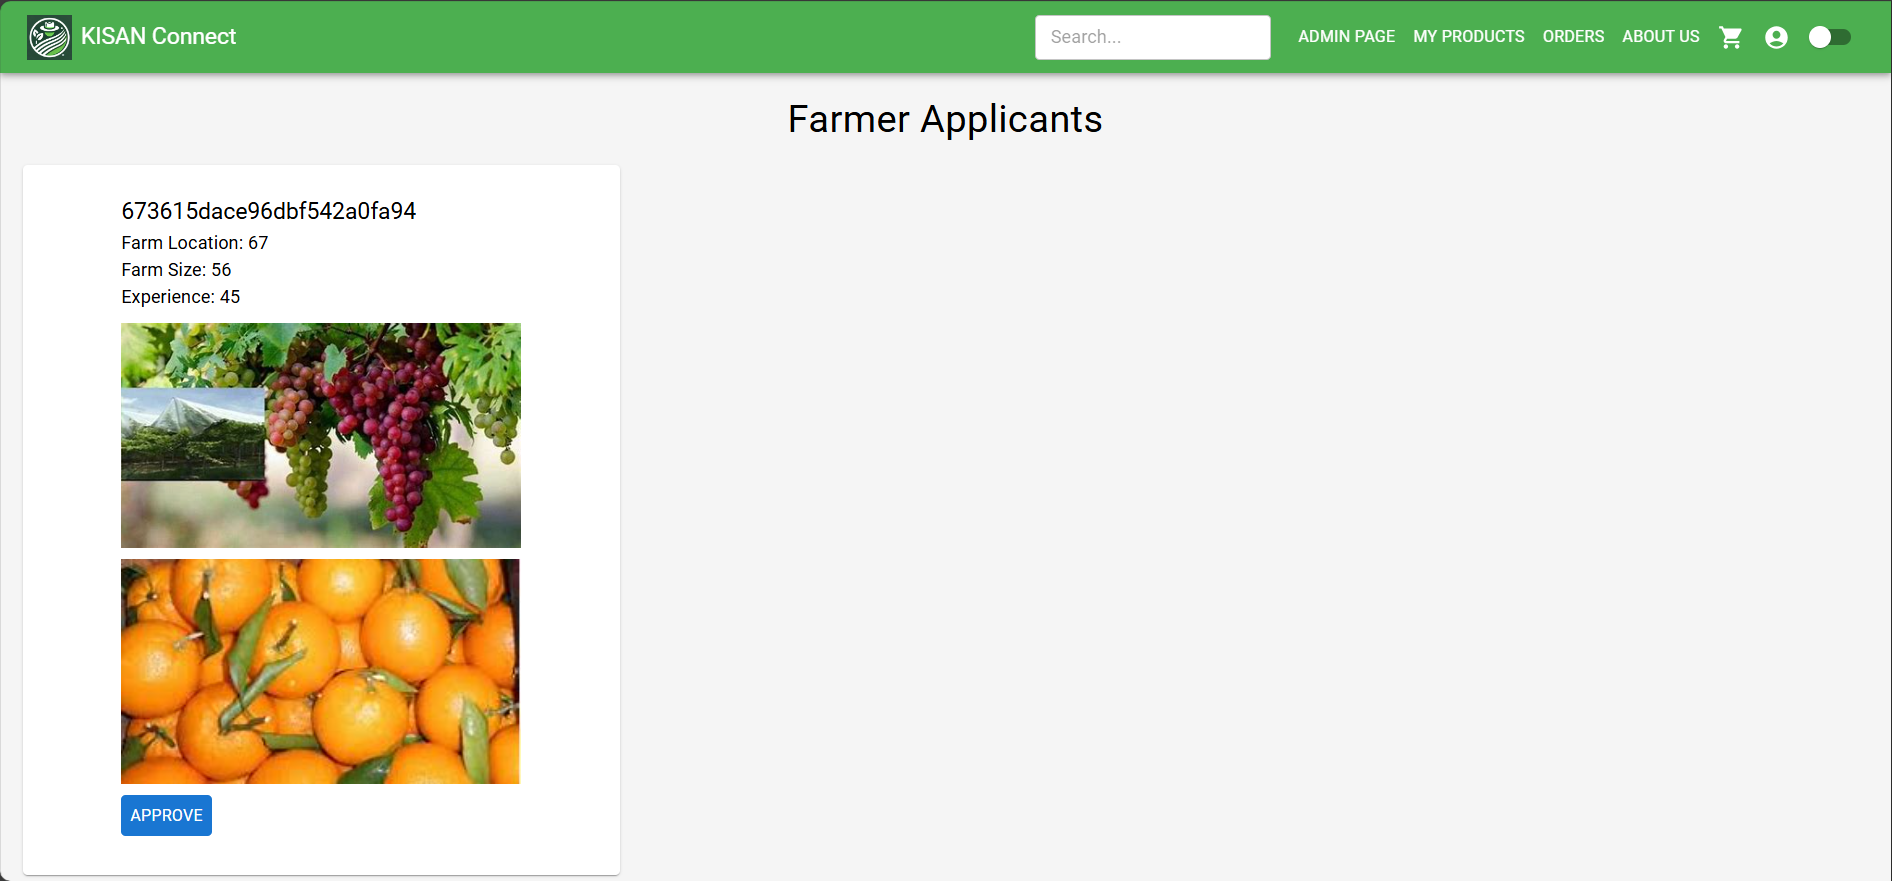 KISAN Connect
Search...
ADMIN PAGE
MY PRODUCTS
ORDERS
ABOUT US
Farmer Applicants
673615dace96dbf542a0fa94
Farm Location: 67
Farm Size: 56
Experience: 45
APPROVE